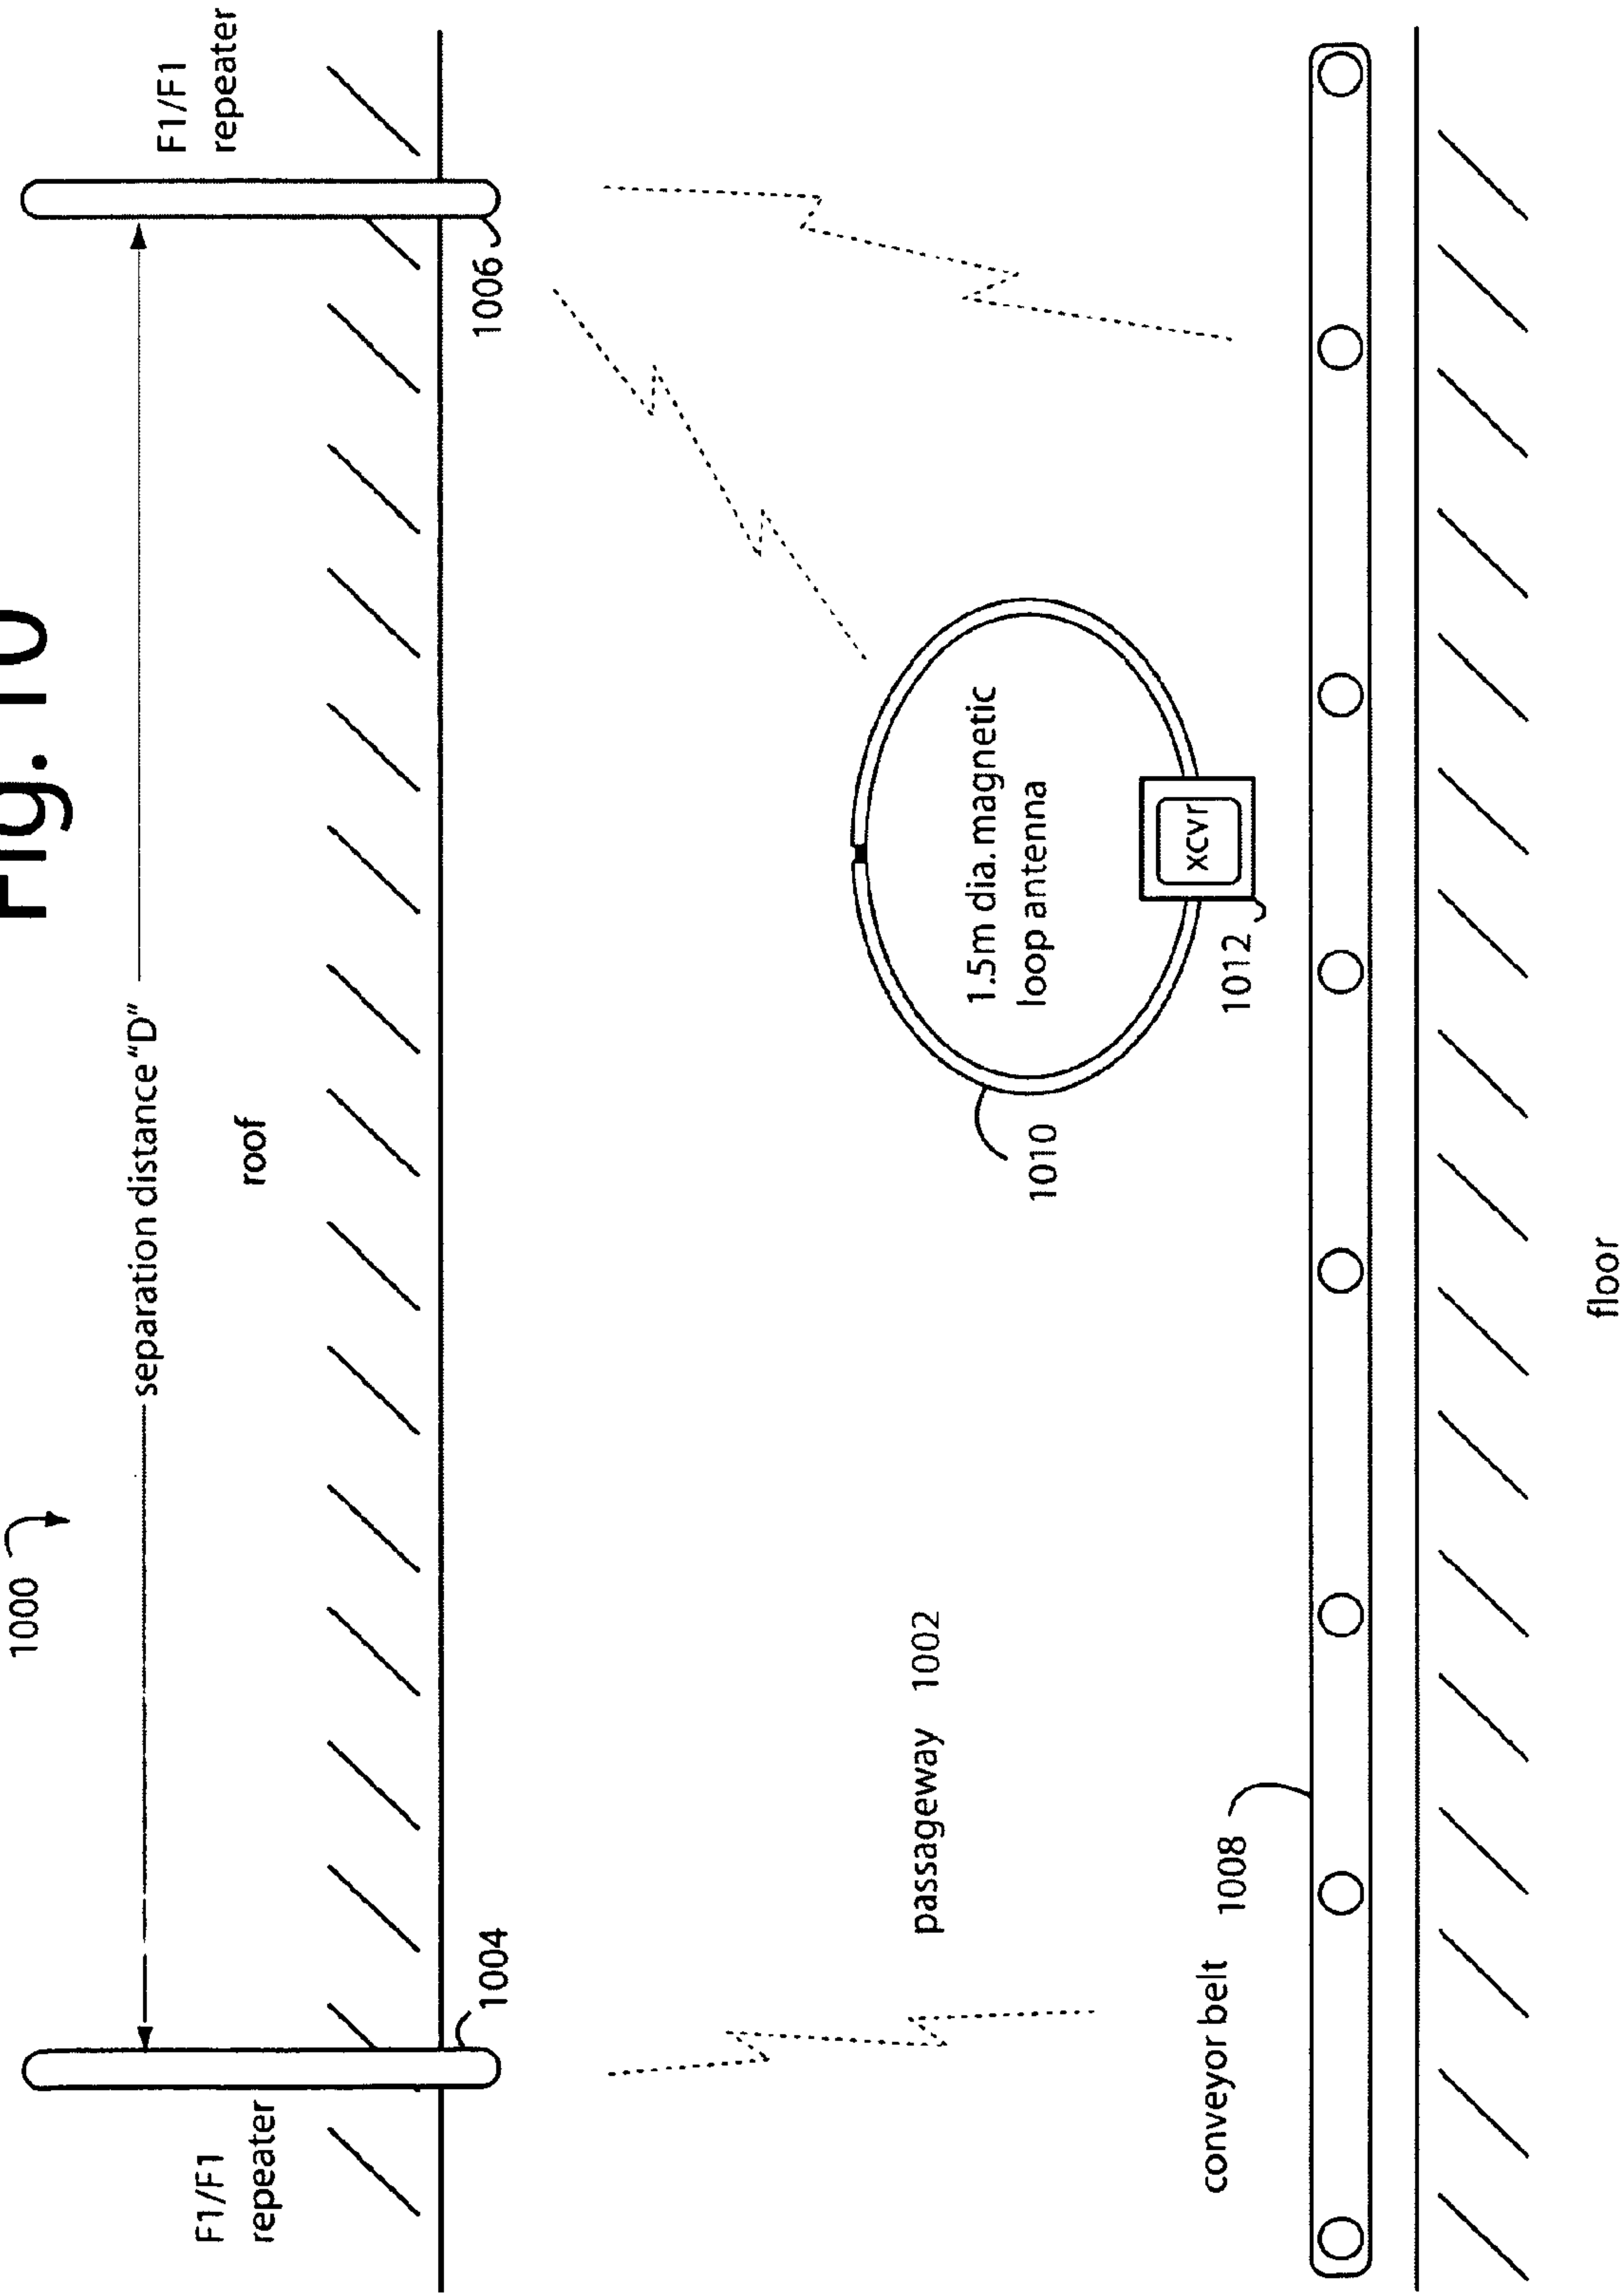 Fig. 10
1000
separation distance "D"
F1/F1
repeater
F1/F1
repeater
roof
1004
1006
passageway 1002
1.5m dia. magnetic
loop antenna
1010
xcvr
1012
conveyor belt 1008
floor